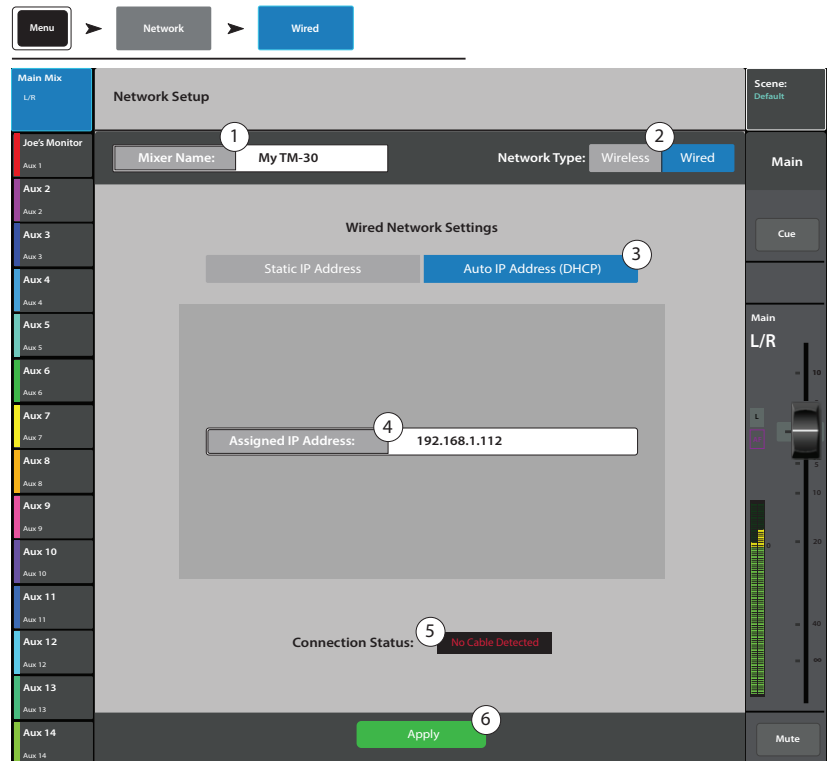 Menu
Network
Wired
Main Mix
L/R
Network Setup
Scene:
Default
Joe's Monitor
Aux 1
1
Mixer Name:
My TM-30
Network Type:
2
Wireless
Wired
Main
Aux 2
Aux 2
Aux 3
Aux 3
Wired Network Settings
Cue
Static IP Address
Auto IP Address (DHCP)
3
Aux 4
Aux 4
Aux 5
Aux 5
Main
L/R
Aux 6
Aux 6
10
Aux 7
Aux 7
L
4
Assigned IP Address:
192.168.1.112
Aux 8
Aux 8
5
10
Aux 9
Aux 9
Aux 10
Aux 10
0
20
Aux 11
Aux 11
40
Aux 12
Aux 12
Connection Status:
5
No Cable Detected
∞
Aux 13
Aux 13
Aux 14
Aux 14
Apply
6
Mute